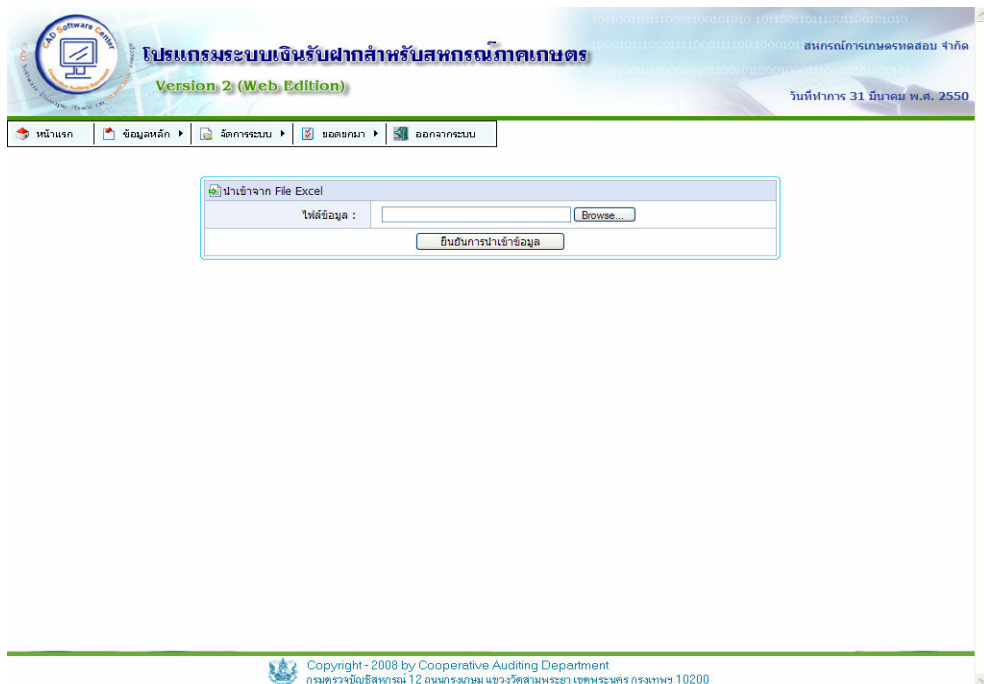 CAD Software Center
โปรแกรมระบบเงินรับฝากสำหรับสหกรณ์ภาคเกษตร
Version 2 (Web Edition)
สหกรณ์การเกษตรทดสอบ จำกัด
วันที่ทำการ 31 มีนาคม พ.ศ. 2550
หน้าแรก ข้อมูลหลัก จัดการระบบ ยอดยกมา ออกจากระบบ
นำเข้าจาก File Excel
ไฟล์ข้อมูล : Browse...
ยืนยันการนำเข้าข้อมูล
Copyright - 2008 by Cooperative Auditing Department
กรมตรวจบัญชีสหกรณ์ 12 ถนนกรุงเกษม แขวงวัดสามพระยา เขตพระนคร กรุงเทพฯ 10200